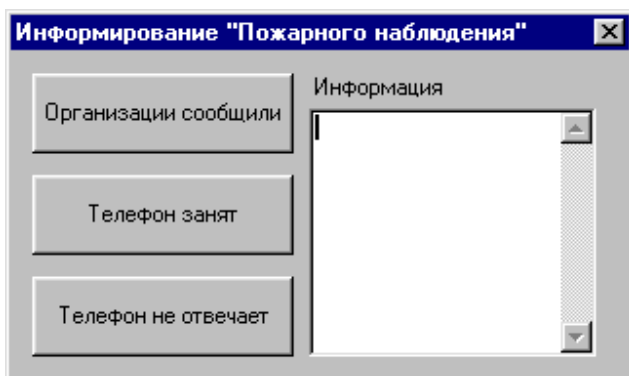 Информирование "Пожарного наблюдения"
Организации сообщили
Информация
Телефон занят
Телефон не отвечает